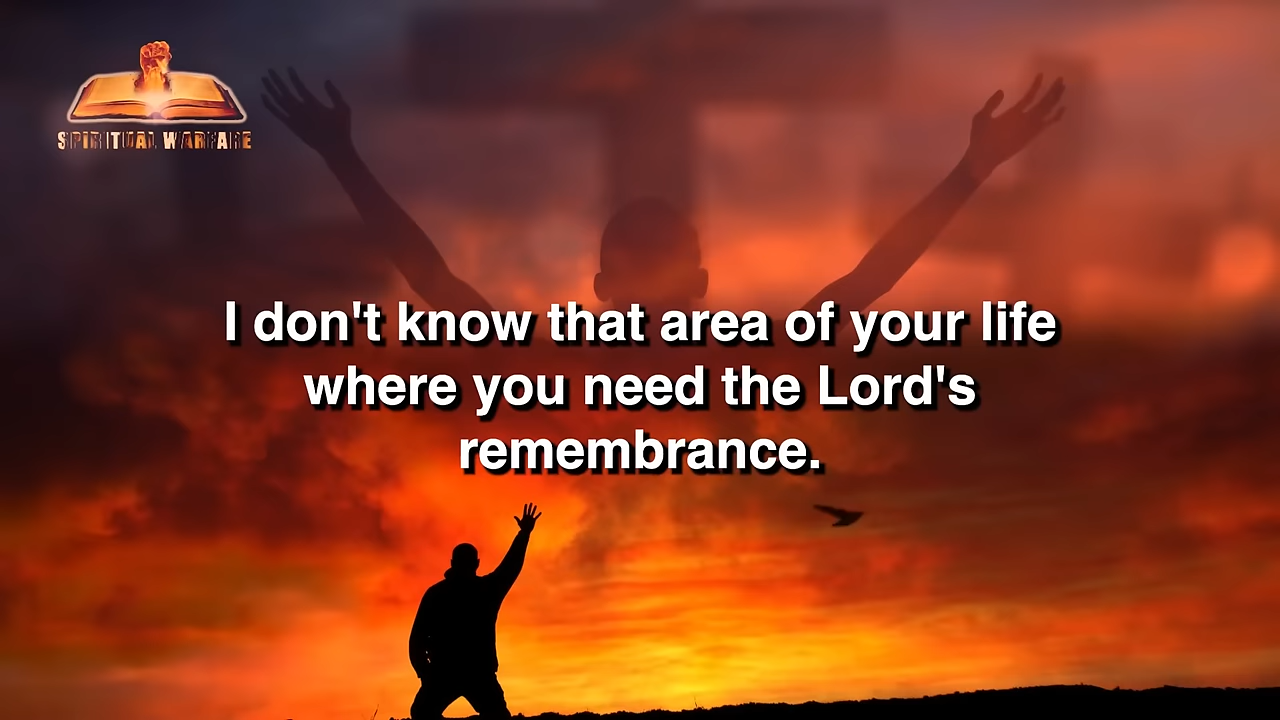 SPIRITUAL WARFARE
I don't know that area of your life
where you need the Lord's
remembrance.